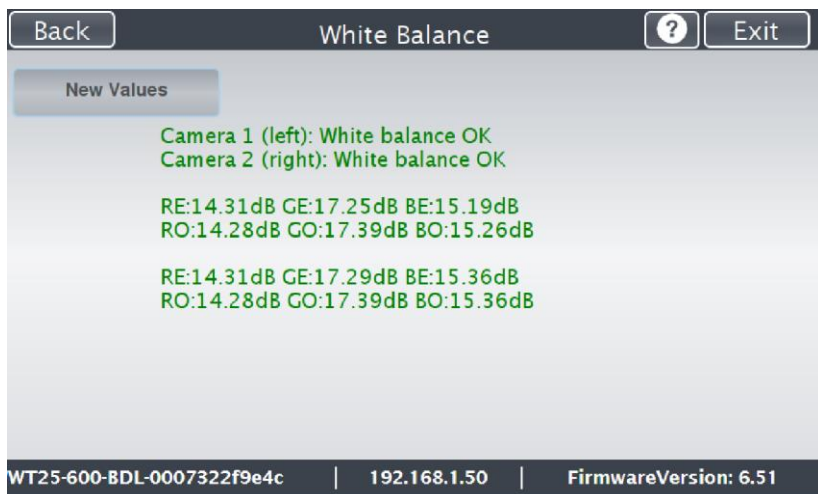 Back White Balance ? Exit
New Values
Camera 1 (left): White balance OK
Camera 2 (right): White balance OK
RE:14.31dB GE:17.25dB BE:15.19dB
RO:14.28dB GO:17.39dB BO:15.26dB
RE:14.31dB GE:17.29dB BE:15.36dB
RO:14.28dB GO:17.39dB BO:15.36dB
WT25-600-BDL-0007322f9e4c | 192.168.1.50 | FirmwareVersion: 6.51